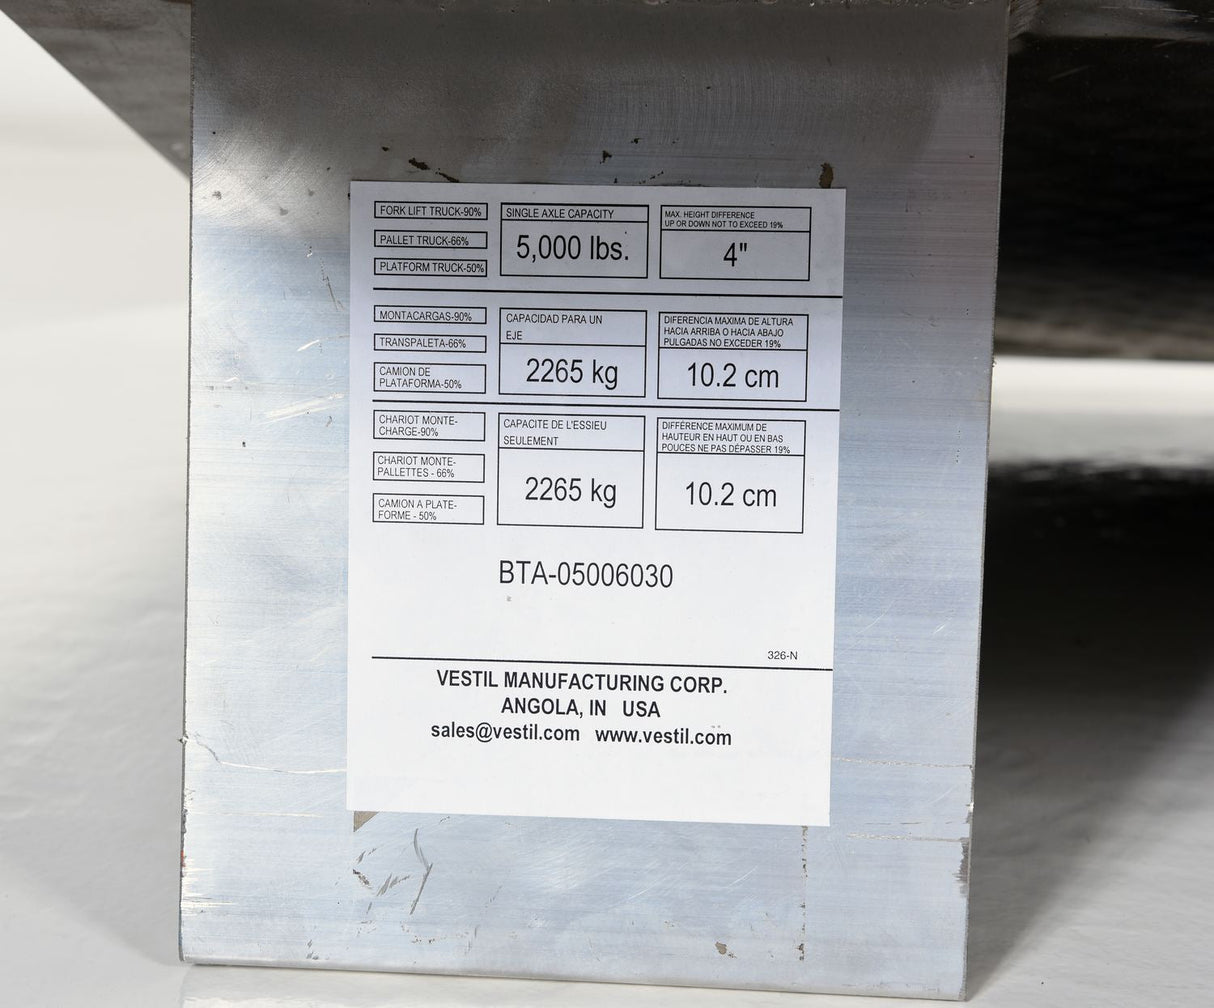 FORK LIFT TRUCK-90%
PALLET TRUCK-66%
PLATFORM TRUCK-50%
SINGLE AXLE CAPACITY
5,000 lbs.
MAX. HEIGHT DIFFERENCE
UP OR DOWN NOT TO EXCEED 19%
4"
MONTACARGAS-90%
TRANSPALETA-66%
CAMION DE
PLATAFORMA-50%
CAPACIDAD PARA UN
EJE
2265 kg
DIFERENCIA MAXIMA DE ALTURA
HACIA ARRIBA O HACIA ABAJO
PULGADAS NO EXCEDER 19%
10.2 cm
CHARIOT MONTE-
CHARGE-90%
CHARIOT MONTE-
PALLETTES - 66%
CAMION A PLATE-
FORME - 50%
CAPACITE DE L'ESSIEU
SEULEMENT
2265 kg
DIFFÉRENCE MAXIMUM DE
HAUTEUR EN HAUT OU EN BAS
POUCES NE PAS DÉPASSER 19%
10.2 cm
BTA-05006030
326-N
VESTIL MANUFACTURING CORP.
ANGOLA, IN USA
sales@vestil.com www.vestil.com